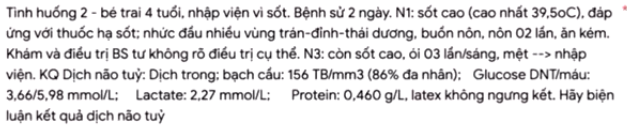 Tình huống 2 - bé trai 4 tuổi, nhập viện vì sốt. Bệnh sử 2 ngày. N1: sốt cao (cao nhất 39,5oC), đáp *
ứng với thuốc hạ sốt; nhức đầu nhiều vùng trán-đỉnh-thái dương, buồn nôn, nôn 02 lần, ăn kém.
Khám và điều trị BS tư không rõ điều trị cụ thể. N3: còn sốt cao, ói 03 lần/sáng, mệt --> nhập
viện. KQ Dịch não tuỷ: Dịch trong; bạch cầu: 156 TB/mm3 (86% đa nhân); Glucose DNT/máu:
3,66/5,98 mmol/L; Lactate: 2,27 mmol/L; Protein: 0,460 g/L, latex không ngưng kết. Hãy biện
luận kết quả dịch não tuỷ